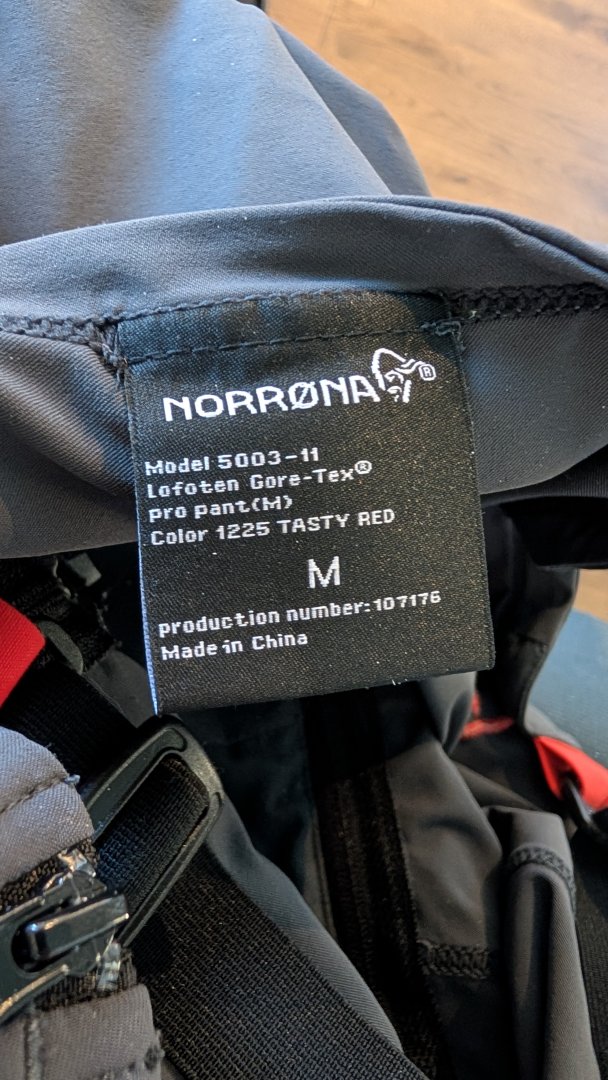 NORRØNA®
Model 5003-11
Lofoten Gore-Tex®
pro pant(M)
Color 1225 TASTY RED
M
production number:107176
Made in China